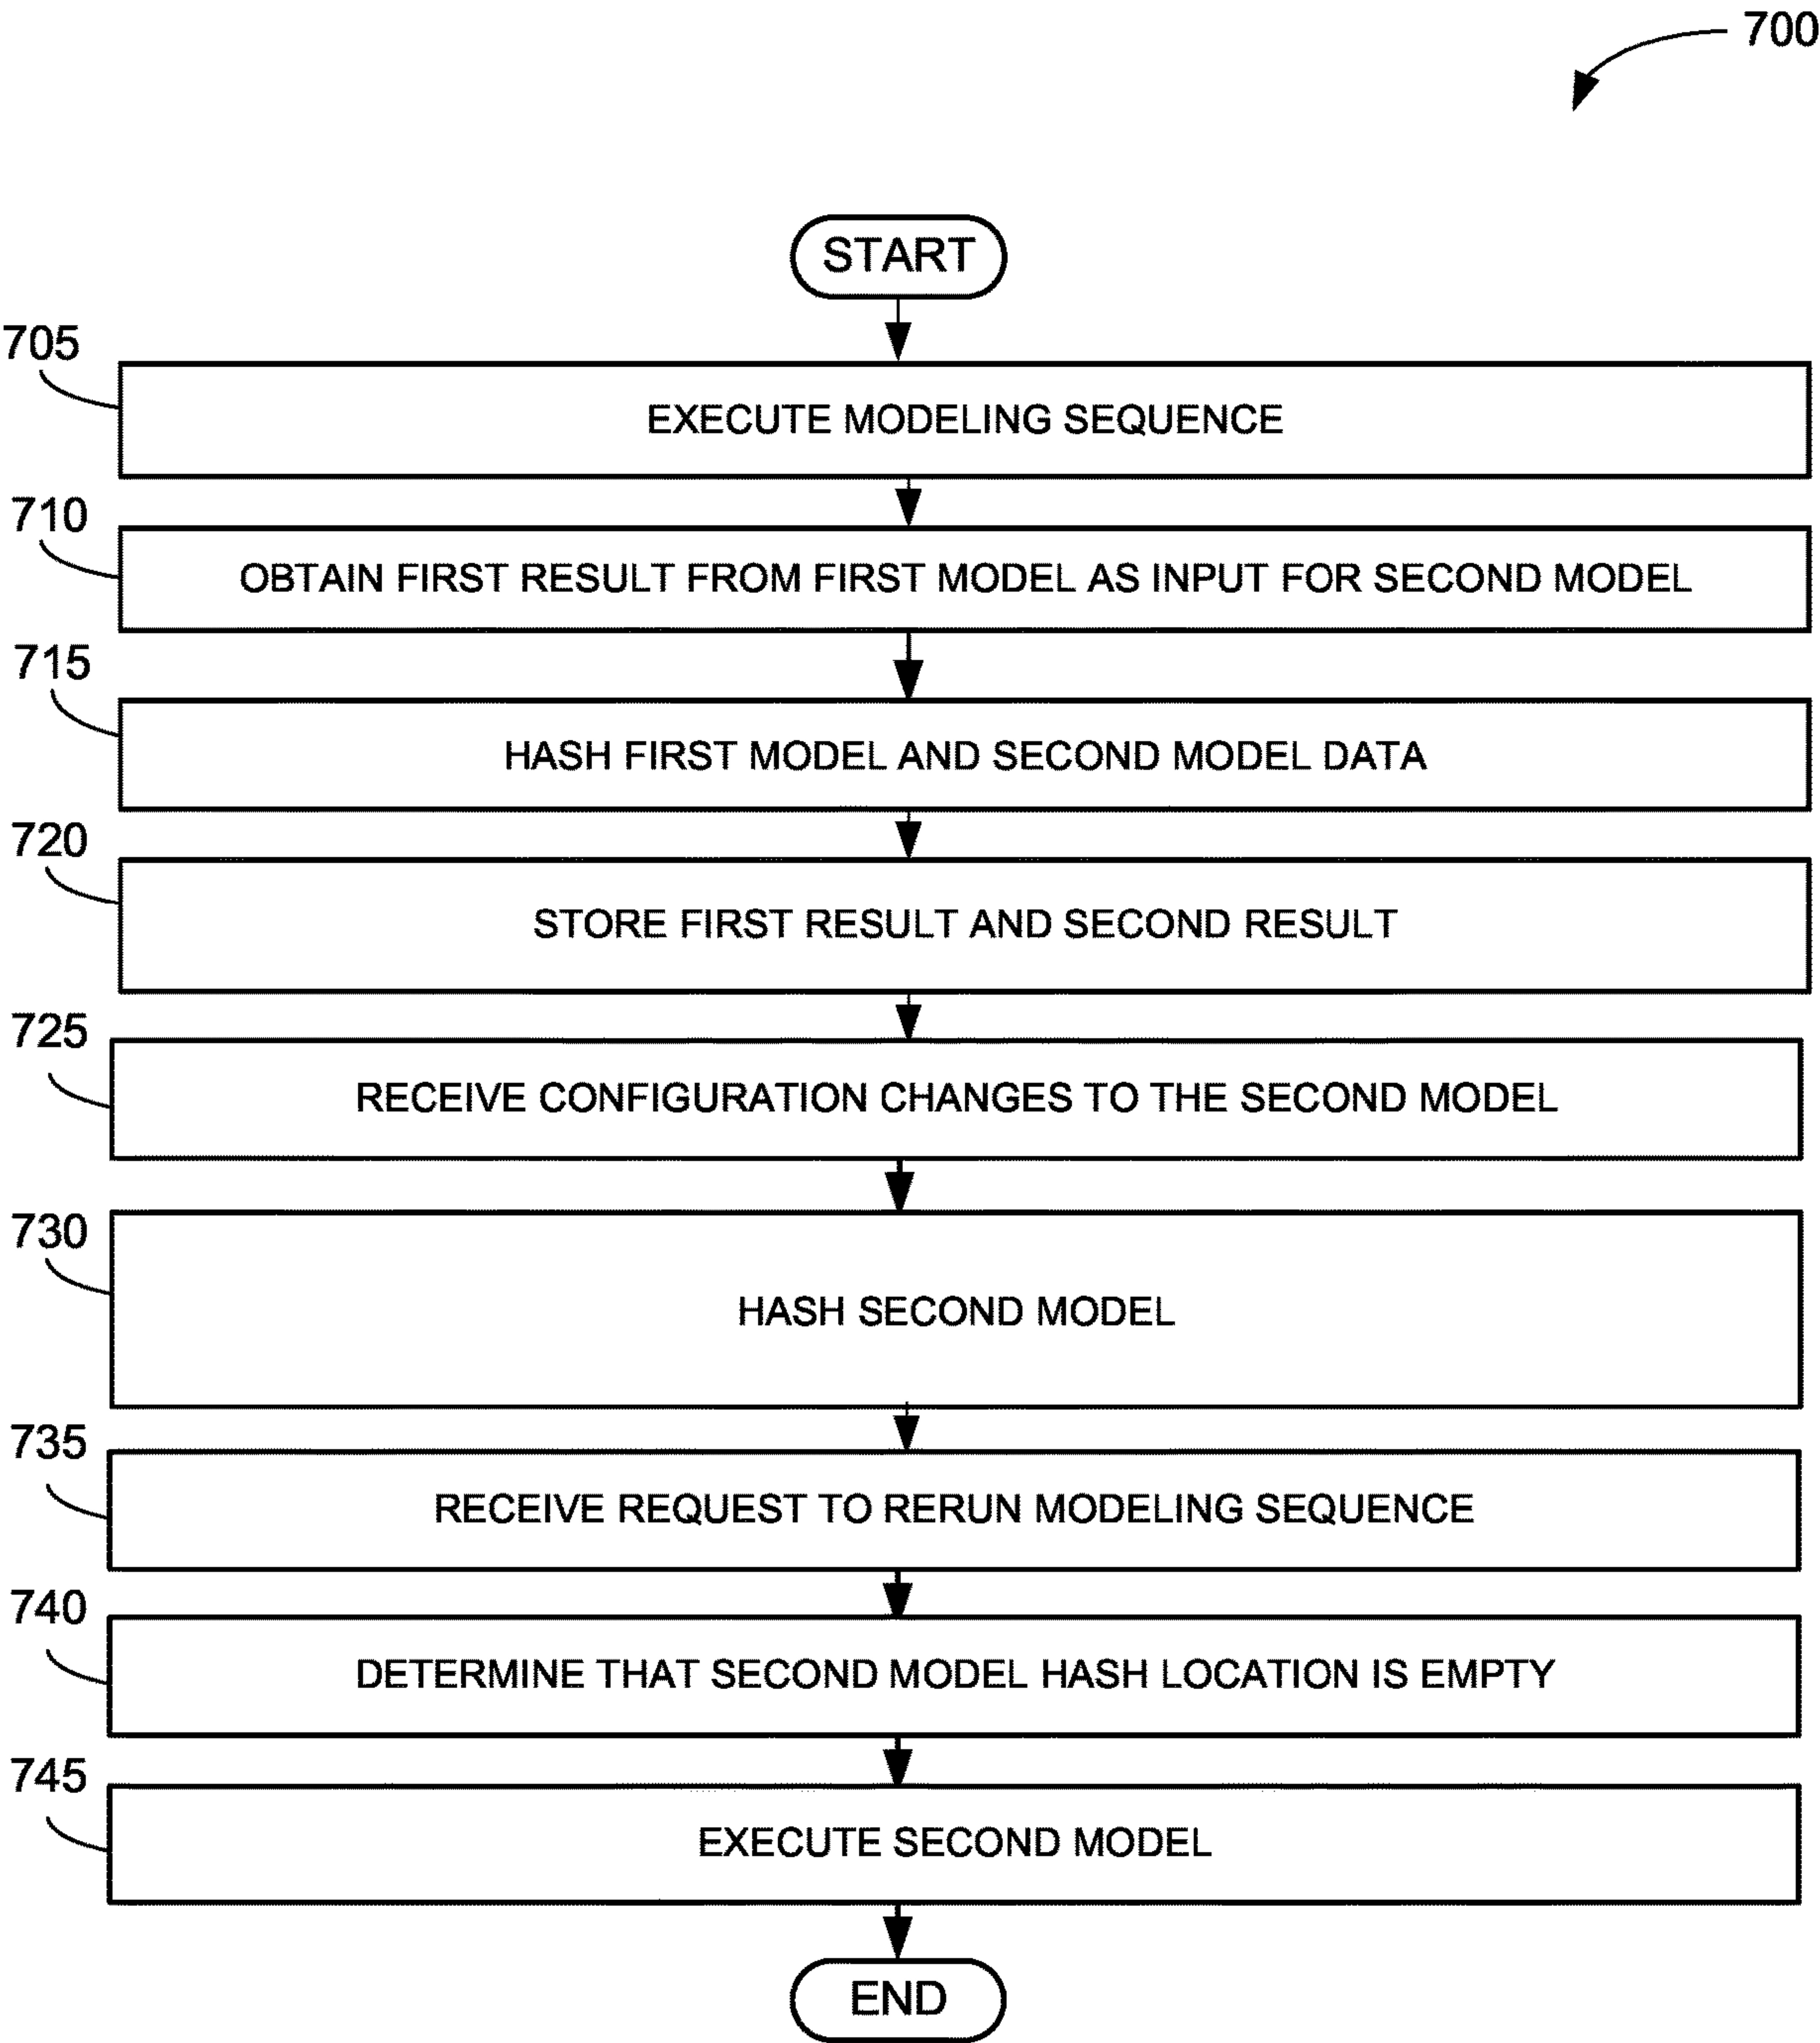 700
START
705
EXECUTE MODELING SEQUENCE
710
OBTAIN FIRST RESULT FROM FIRST MODEL AS INPUT FOR SECOND MODEL
715
HASH FIRST MODEL AND SECOND MODEL DATA
720
STORE FIRST RESULT AND SECOND RESULT
725
RECEIVE CONFIGURATION CHANGES TO THE SECOND MODEL
730
HASH SECOND MODEL
735
RECEIVE REQUEST TO RERUN MODELING SEQUENCE
740
DETERMINE THAT SECOND MODEL HASH LOCATION IS EMPTY
745
EXECUTE SECOND MODEL
END